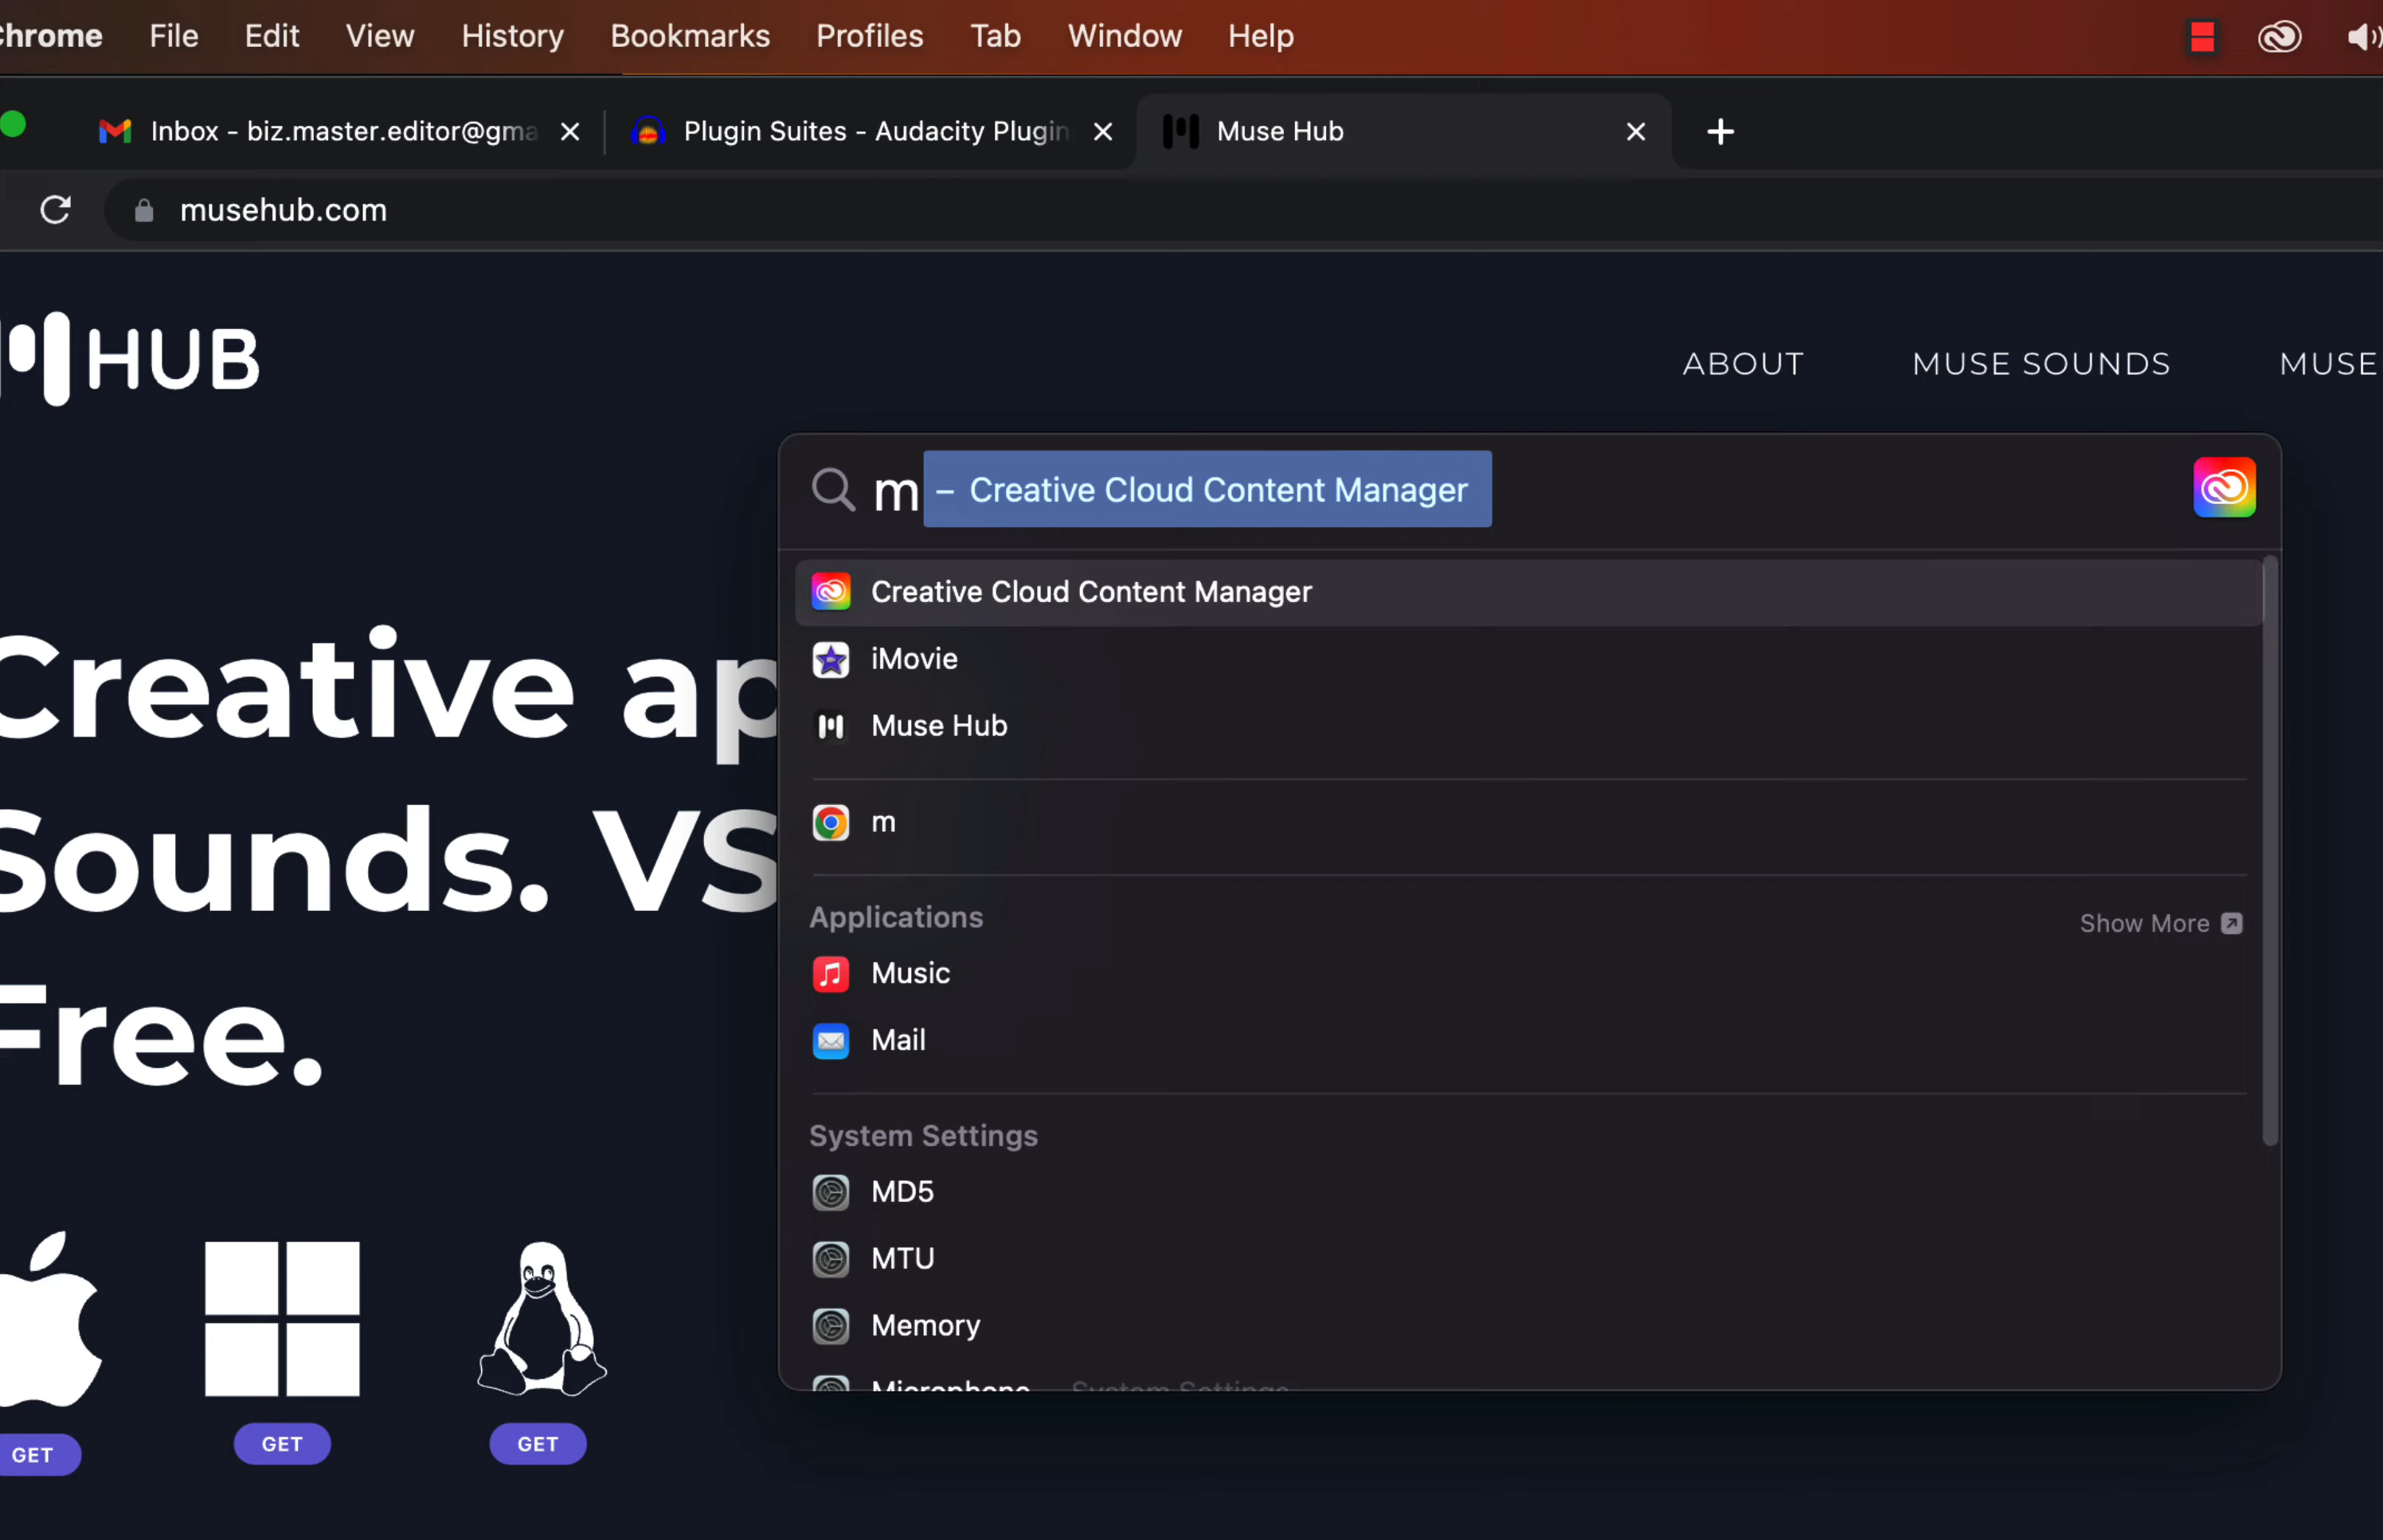 Chrome File Edit View History Bookmarks Profiles Tab Window Help
Inbox - biz.master.editor@gma
Plugin Suites - Audacity Plugin
Muse Hub
musehub.com
HUB
ABOUT MUSE SOUNDS MUSE
m – Creative Cloud Content Manager
Creative Cloud Content Manager
iMovie
Muse Hub
m
Applications
Show More
Music
Mail
System Settings
MD5
MTU
Memory
Microphone System Settings
Creative ap
Sounds. VS
Free.
GET
GET
GET